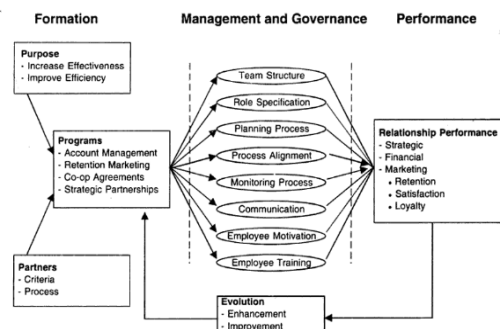 Formation
Management and Governance
Performance
Purpose
- Increase Effectiveness
- Improve Efficiency
Programs
- Account Management
- Retention Marketing
- Co-op Agreements
- Strategic Partnerships
Partners
- Criteria
- Process
Team Structure
Role Specification
Planning Process
Process Alignment
Monitoring Process
Communication
Employee Motivation
Employee Training
Relationship Performance
- Strategic
- Financial
- Marketing
• Retention
• Satisfaction
• Loyalty
Evolution
- Enhancement
- Improvement